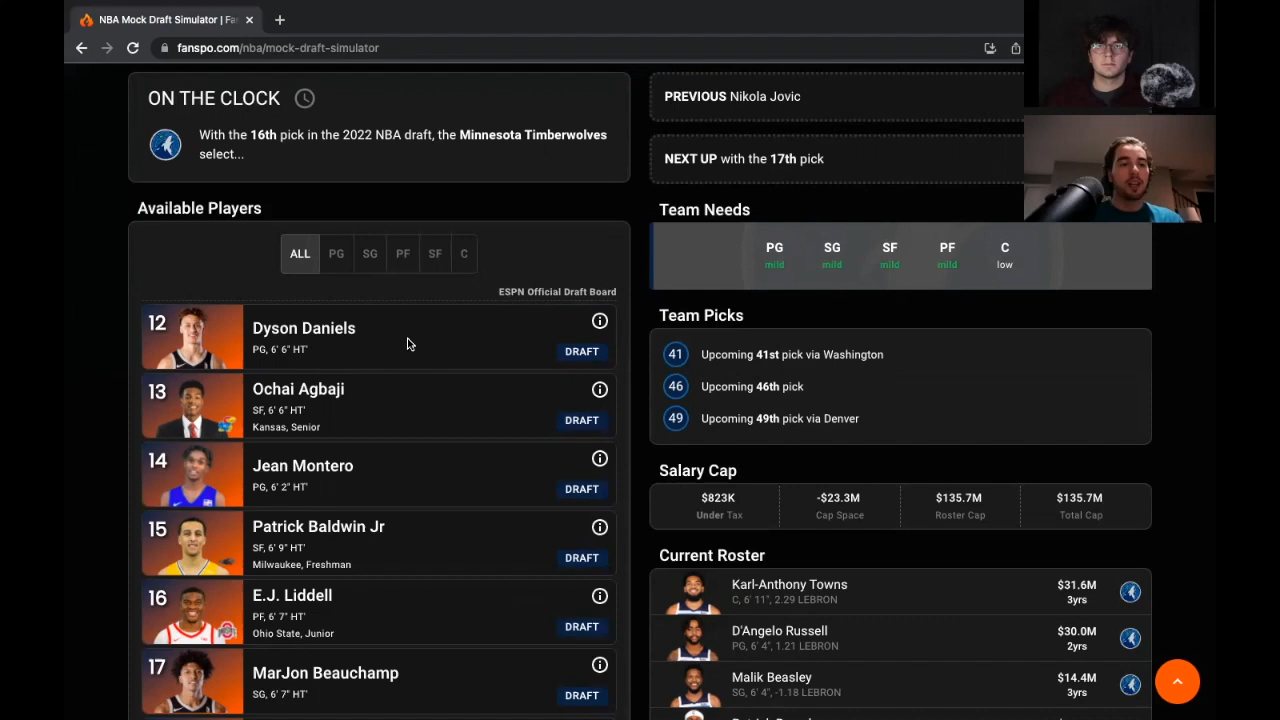 NBA Mock Draft Simulator | Fan
fanspo.com/nba/mock-draft-simulator
ON THE CLOCK
With the 16th pick in the 2022 NBA draft, the Minnesota Timberwolves
select...
PREVIOUS Nikola Jovic
NEXT UP with the 17th pick
Available Players
ALL PG SG PF SF C
ESPN Official Draft Board
12 Dyson Daniels
PG, 6' 6" HT'
DRAFT
13 Ochai Agbaji
SF, 6' 6" HT'
Kansas, Senior
DRAFT
14 Jean Montero
PG, 6' 2" HT'
DRAFT
15 Patrick Baldwin Jr
SF, 6' 9" HT'
Milwaukee, Freshman
DRAFT
16 E.J. Liddell
PF, 6' 7" HT'
Ohio State, Junior
DRAFT
17 MarJon Beauchamp
SG, 6' 7" HT'
DRAFT
Team Needs
PG SG SF PF C
mild mild mild mild low
Team Picks
41 Upcoming 41st pick via Washington
46 Upcoming 46th pick
49 Upcoming 49th pick via Denver
Salary Cap
$823K -$23.3M $135.7M $135.7M
Under Tax Cap Space Roster Cap Total Cap
Current Roster
Karl-Anthony Towns $31.6M
C, 6' 11", 2.29 LEBRON 3yrs
D'Angelo Russell $30.0M
PG, 6' 4", 1.21 LEBRON 2yrs
Malik Beasley $14.4M
SG, 6' 4", -1.18 LEBRON 3yrs